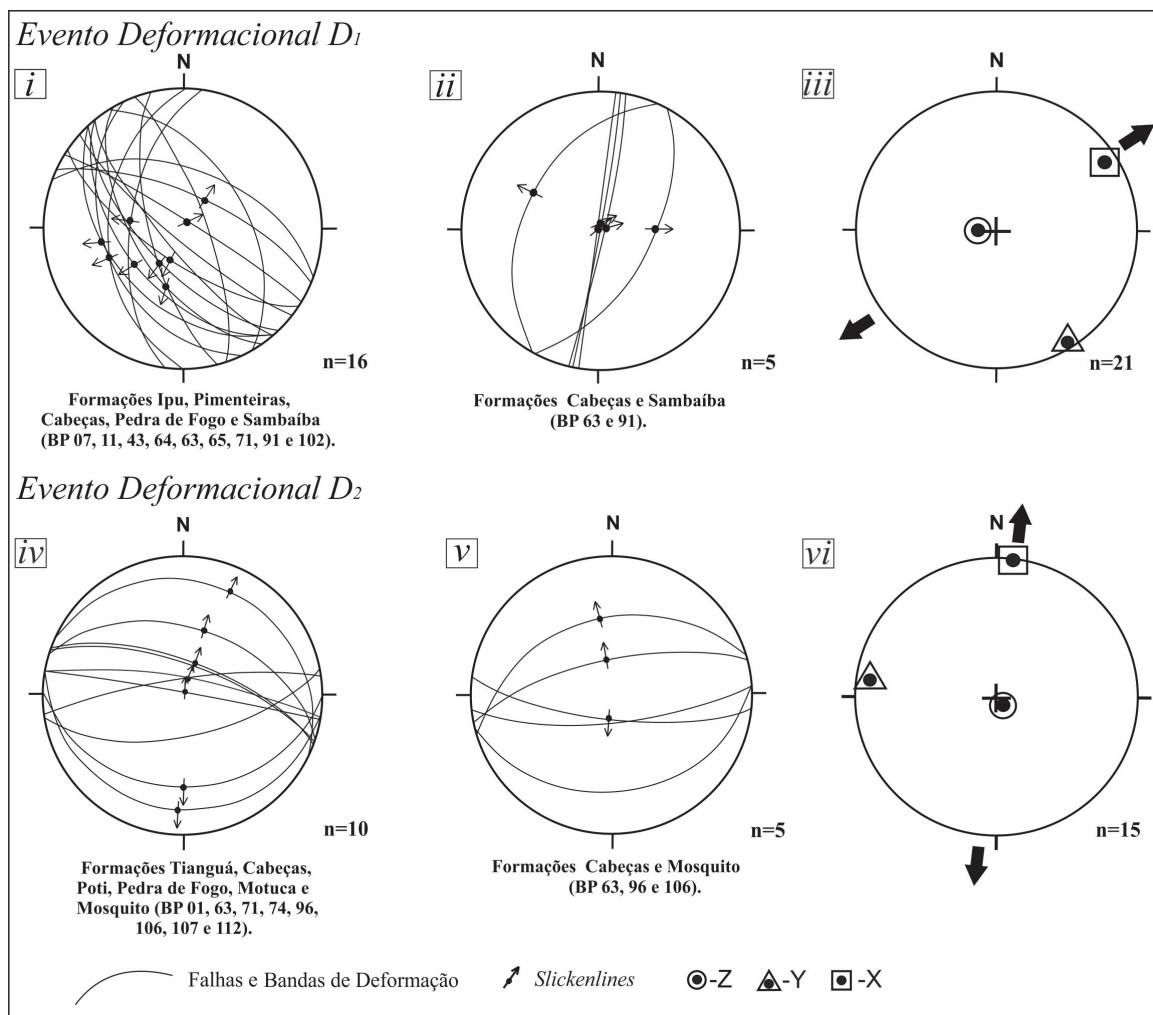 Evento Deformacional D1
i
N
n=16
Formações Ipu, Pimenteiras,
Cabeças, Pedra de Fogo e Sambaíba
(BP 07, 11, 43, 64, 63, 65, 71, 91 e 102).
ii
N
n=5
Formações Cabeças e Sambaíba
(BP 63 e 91).
iii
N
n=21
Evento Deformacional D2
iv
N
n=10
Formações Tianguá, Cabeças,
Poti, Pedra de Fogo, Motuca e
Mosquito (BP 01, 63, 71, 74, 96,
106, 107 e 112).
v
N
n=5
Formações Cabeças e Mosquito
(BP 63, 96 e 106).
vi
N
n=15
Falhas e Bandas de Deformação
Slickenlines
-Z
-Y
-X